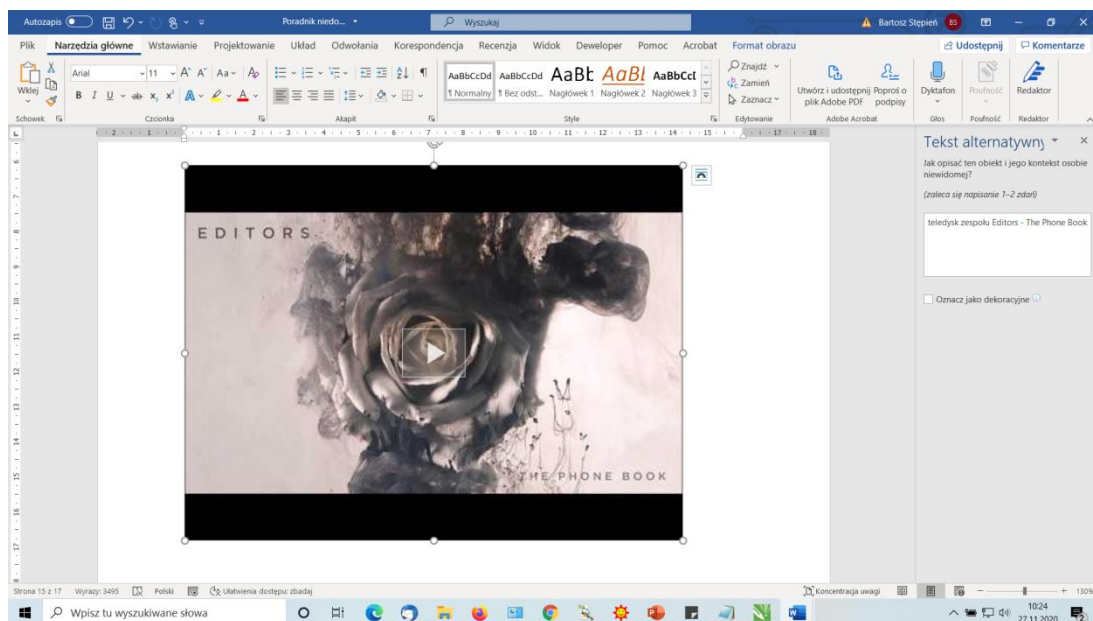 Autozapis
Poradnik niedo...
Wyszukaj
Bartosz Stępień
BS
Plik Narzędzia główne Wstawianie Projektowanie Układ Odwołania Korespondencja Recenzja Widok Deweloper Pomoc Acrobat Format obrazu
Udostępnij
Komentarze
Wklej
Arial
11
AaBbCcDd AaBbCcDd AaBb AaBb AaBbCcI
¶ Normalny ¶ Bez odst... Nagłówek 1 Nagłówek 2 Nagłówek 3
Znajdź
Zamień
Zaznacz
Utwórz i udostępnij plik Adobe PDF
Poproś o podpisy
Dyktafon
Poufność
Redaktor
Schowek Czcionka Akapit Style Edytowanie Adobe Acrobat Głos Poufność Redaktor
Tekst alternatywny
Jak opisać ten obiekt i jego kontekst osobie
niewidomej?
(zaleca się napisanie 1–2 zdań)
teledysk zespołu Editors - The Phone Book
Oznacz jako dekoracyjne
EDITORS
THE PHONE BOOK
Strona 15 z 17 Wyrazy: 3495 Polski Ułatwienia dostępu: zbadaj
Koncentracja uwagi
130%
Wpisz tu wyszukiwane słowa
10:24
27.11.2020